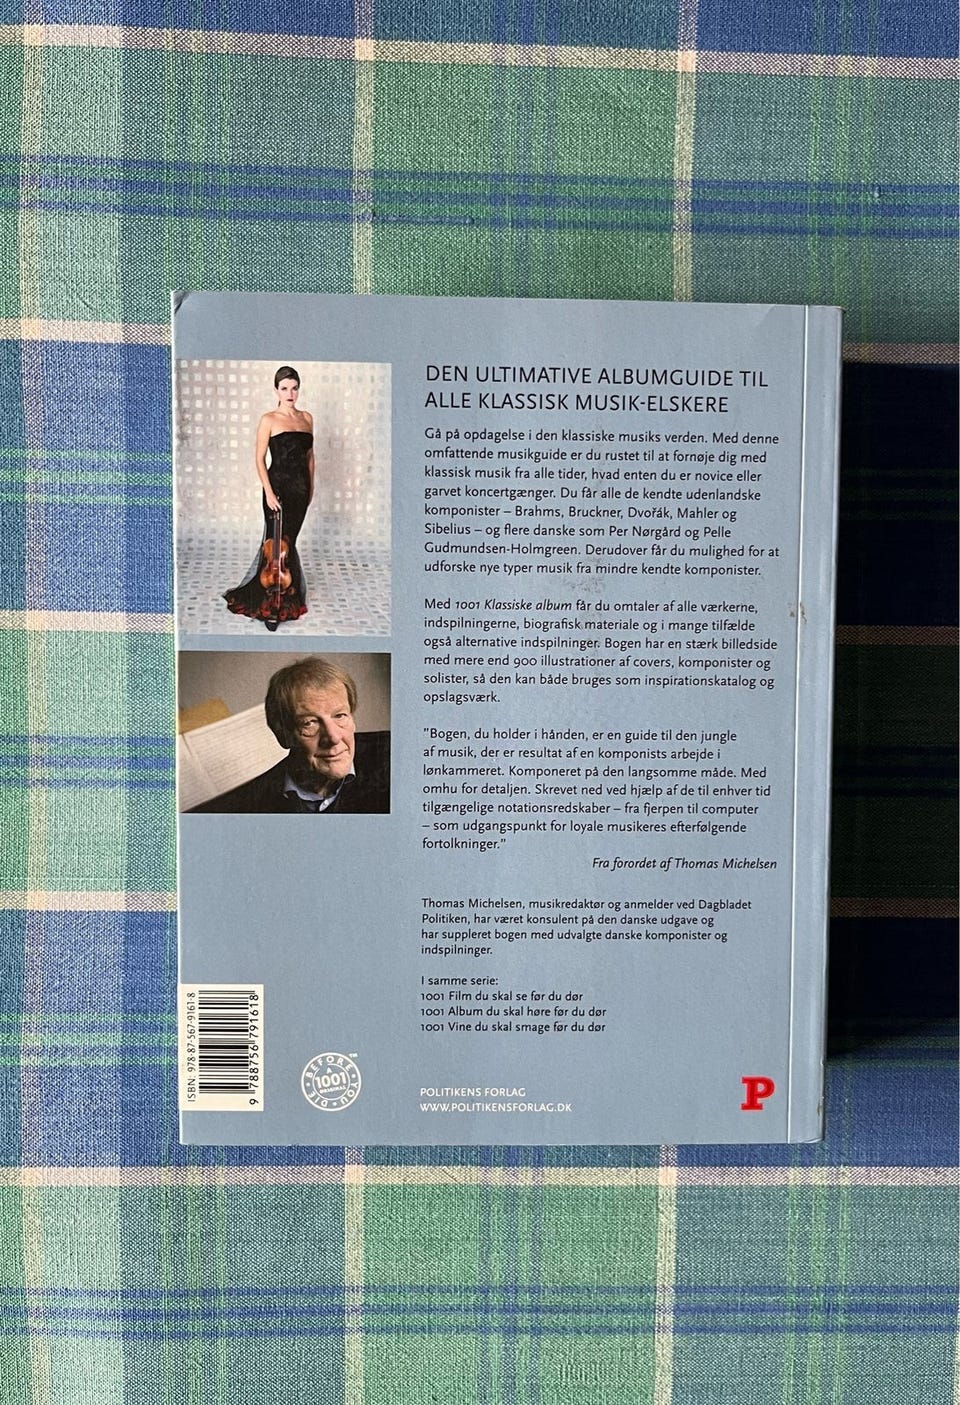 DEN ULTIMATIVE ALBUMGUIDE TIL
ALLE KLASSISK MUSIK-ELSKERE
Gå på opdagelse i den klassiske musiks verden. Med denne
omfattende musikguide er du rustet til at fornøje dig med
klassisk musik fra alle tider, hvad enten du er novice eller
garvet koncertgænger. Du får alle de kendte udenlandske
komponister – Brahms, Bruckner, Dvořák, Mahler og
Sibelius – og flere danske som Per Nørgård og Pelle
Gudmundsen-Holmgreen. Derudover får du mulighed for at
udforske nye typer musik fra mindre kendte komponister.
Med 1001 Klassiske album får du omtaler af alle værkerne,
indspilningerne, biografisk materiale og i mange tilfælde
også alternative indspilninger. Bogen har en stærk billedside
med mere end 900 illustrationer af covers, komponister og
solister, så den kan både bruges som inspirationskatalog og
opslagsværk.
"Bogen, du holder i hånden, er en guide til den jungle
af musik, der er resultat af en komponists arbejde i
lønkammeret. Komponeret på den langsomme måde. Med
omhu for detaljen. Skrevet ned ved hjælp af de til enhver tid
tilgængelige notationsredskaber – fra fjerpen til computer
– som udgangspunkt for loyale musikeres efterfølgende
fortolkninger."
Fra forordet af Thomas Michelsen
Thomas Michelsen, musikredaktør og anmelder ved Dagbladet
Politiken, har været konsulent på den danske udgave og
har suppleret bogen med udvalgte danske komponister og
indspilninger.
I samme serie:
1001 Film du skal se før du dør
1001 Album du skal høre før du dør
1001 Vine du skal smage før du dør
ISBN: 978-87-567-9161-8
9 788756 791618
BEFORE YOU DIE
A
1001
ORIGINAL
™
POLITIKENS FORLAG
WWW.POLITIKENSFORLAG.DK
P